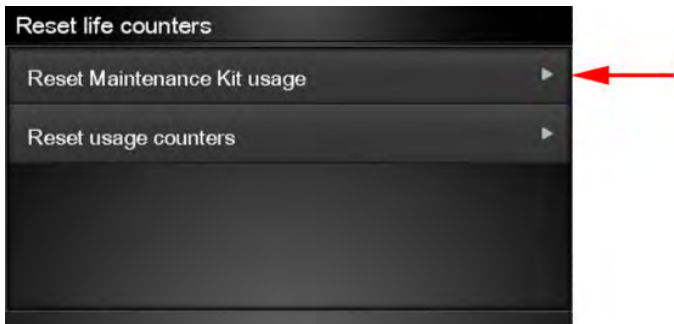 Reset life counters
Reset Maintenance Kit usage
Reset usage counters